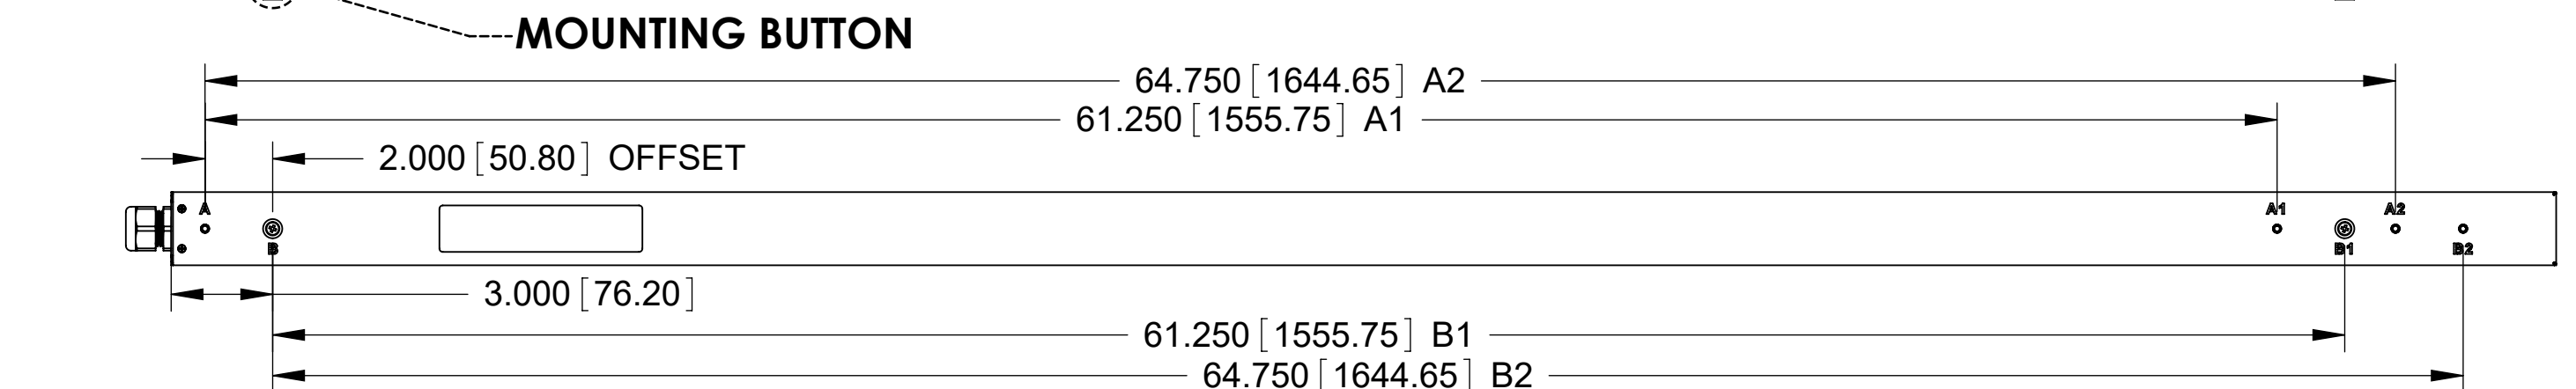 MOUNTING BUTTON
64.750 [1644.65] A2
61.250 [1555.75] A1
2.000 [50.80] OFFSET
A
A1
A2
B
B1
B2
3.000 [76.20]
61.250 [1555.75] B1
64.750 [1644.65] B2